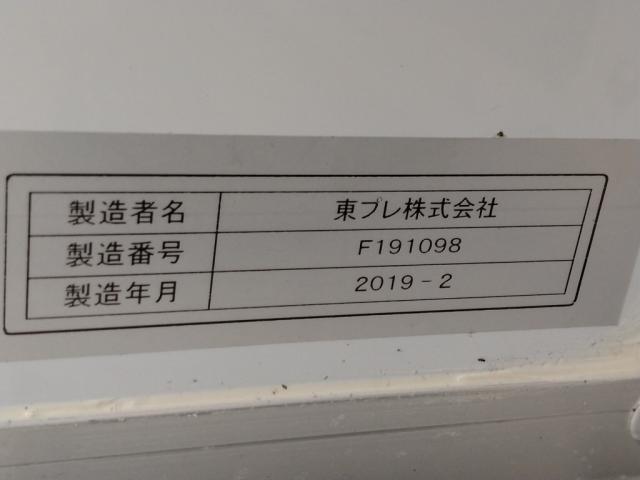 製造者名 東プレ株式会社
製造番号 F191098
製造年月 2019-2